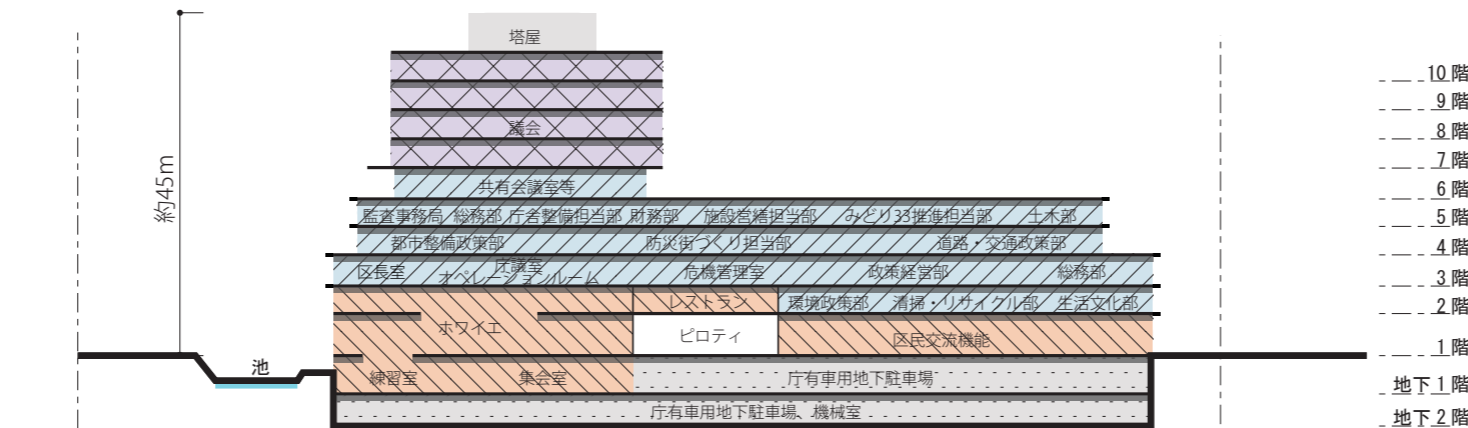 塔屋
10階
9階
議会
8階
7階
共有会議室等
6階
監査事務局 総務部 庁舎整備担当部 財務部 施設営繕担当部 みどり33推進担当部 土木部
5階
都市整備政策部 防災街づくり担当部 道路・交通政策部
4階
区長室 庁議室 危機管理室 政策経営部 総務部
オペレーションルーム
3階
レストラン 環境政策部 清掃・リサイクル部 生活文化部
2階
ホワイエ ピロティ 区民交流機能
1階
池
練習室 集会室 庁有車用地下駐車場
地下1階
庁有車用地下駐車場、機械室
地下2階
約45m